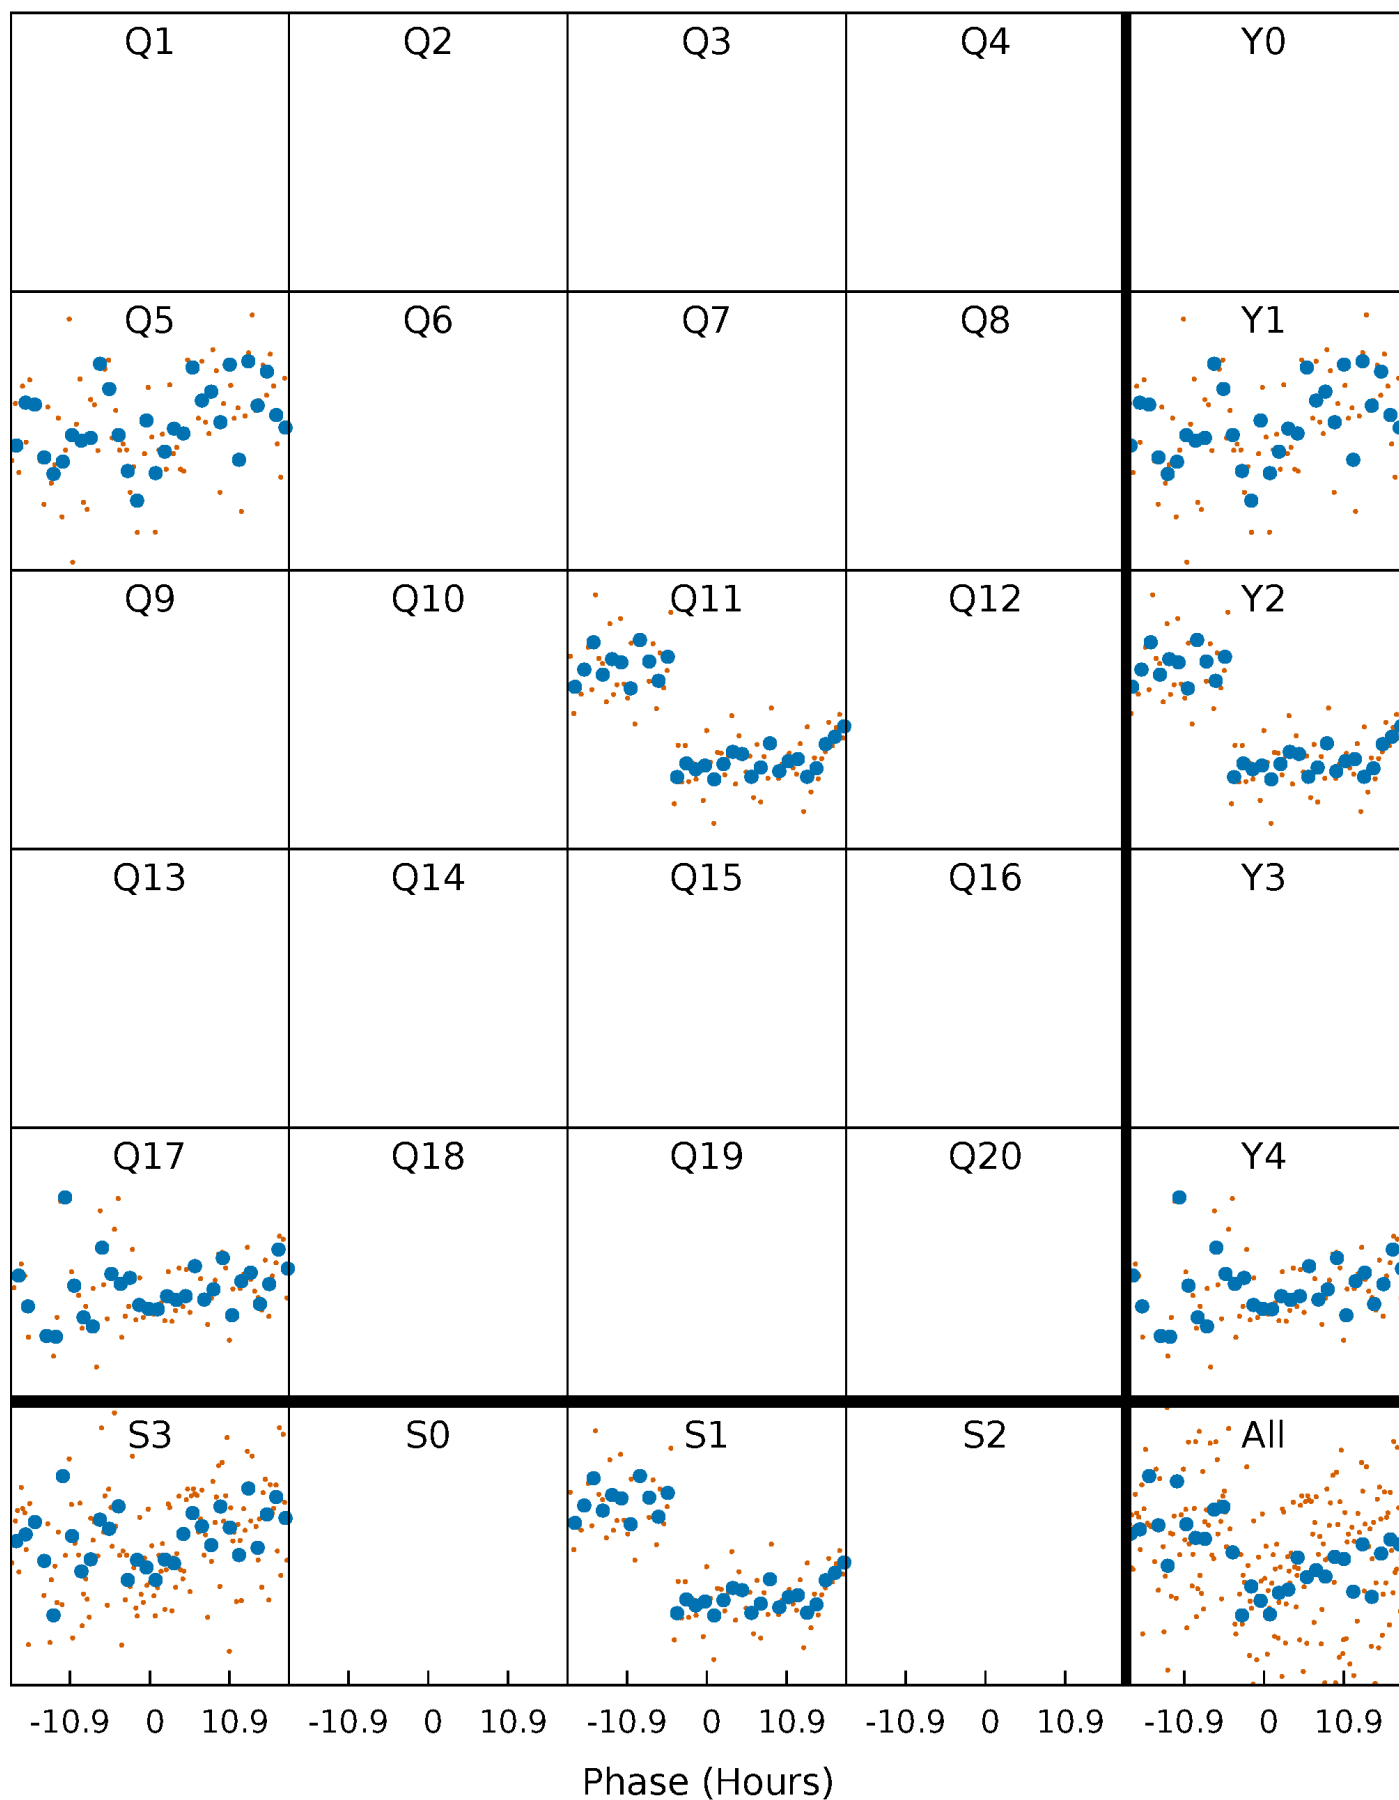 Q1 Q2 Q3 Q4 Y0
Q5 Q6 Q7 Q8 Y1
Q9 Q10 Q11 Q12 Y2
Q13 Q14 Q15 Q16 Y3
Q17 Q18 Q19 Q20 Y4
S3 S0 S1 S2 All
-10.9 0 10.9 -10.9 0 10.9 -10.9 0 10.9 -10.9 0 10.9 -10.9 0 10.9
Phase (Hours)